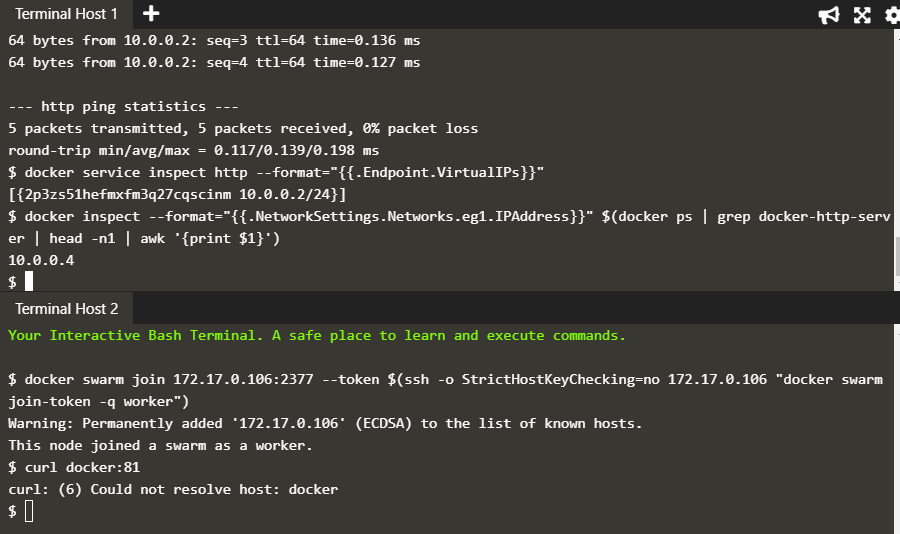 Terminal Host 1
64 bytes from 10.0.0.2: seq=3 ttl=64 time=0.136 ms
64 bytes from 10.0.0.2: seq=4 ttl=64 time=0.127 ms
--- http ping statistics ---
5 packets transmitted, 5 packets received, 0% packet loss
round-trip min/avg/max = 0.117/0.139/0.198 ms
$ docker service inspect http --format="{{.Endpoint.VirtualIPs}}"
[{2p3zs51hefmxfm3q27cqscinm 10.0.0.2/24}]
$ docker inspect --format="{{.NetworkSettings.Networks.eg1.IPAddress}}" $(docker ps | grep docker-http-serv
er | head -n1 | awk '{print $1}')
10.0.0.4
$
Terminal Host 2
Your Interactive Bash Terminal. A safe place to learn and execute commands.
$ docker swarm join 172.17.0.106:2377 --token $(ssh -o StrictHostKeyChecking=no 172.17.0.106 "docker swarm
join-token -q worker")
Warning: Permanently added '172.17.0.106' (ECDSA) to the list of known hosts.
This node joined a swarm as a worker.
$ curl docker:81
curl: (6) Could not resolve host: docker
$